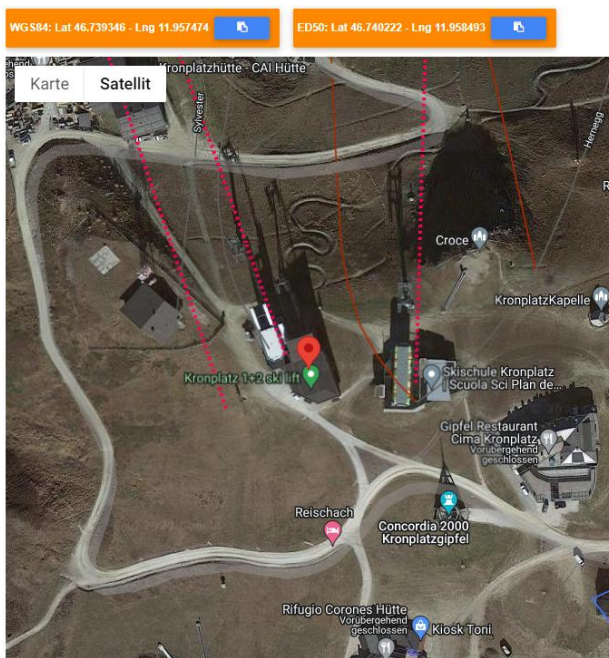 WGS84: Lat 46.739346 - Lng 11.957474
ED50: Lat 46.740222 - Lng 11.958493
Karte
Satellit
Kronplatzhütte - CAI Hütte
Sylvester
Hernegg
Croce
KronplatzKapelle
Kronplatz 1+2 ski lift
Skischule Kronplatz
| Scuola Sci Plan de...
Gipfel Restaurant
Cima Kronplatz
Vorübergehend
geschlossen
Reischach
Concordia 2000
Kronplatzgipfel
Rifugio Corones Hütte
Vorübergehend
geschlossen
Kiosk Toni